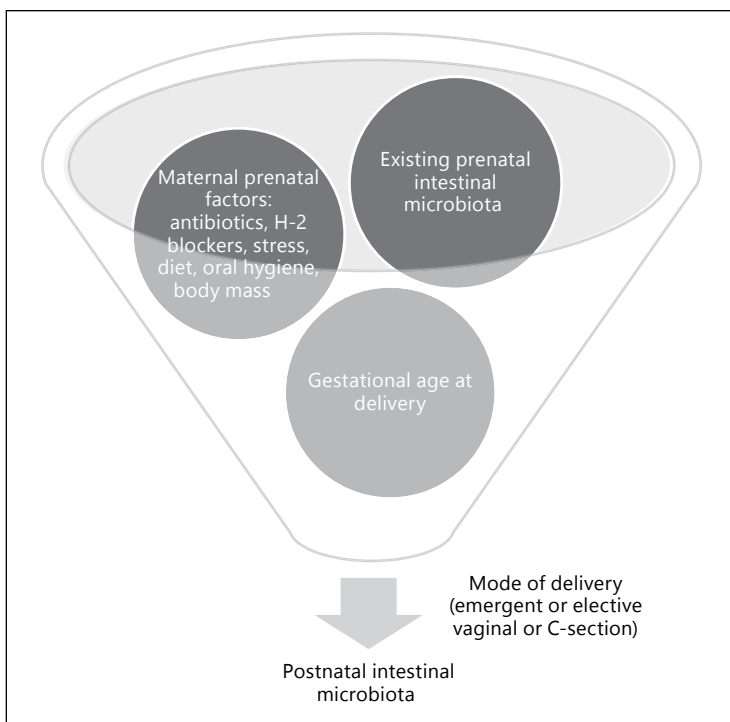 Maternal prenatal
factors:
antibiotics, H-2
blockers, stress,
diet, oral hygiene,
body mass
Existing prenatal
intestinal
microbiota
Gestational age at
delivery
Mode of delivery
(emergent or elective
vaginal or C-section)
Postnatal intestinal
microbiota